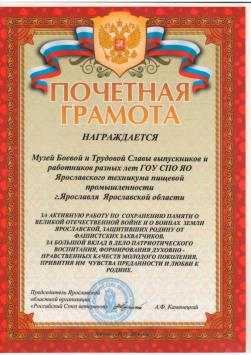 ПОЧЕТНАЯ
ГРАМОТА
НАГРАЖДАЕТСЯ
Музей Боевой и Трудовой Славы выпускников и
работников разных лет ГОУ СПО ЯО
Ярославского техникума пищевой
промышленности
г.Ярославля Ярославской области
ЗА АКТИВНУЮ РАБОТУ ПО СОХРАНЕНИЮ ПАМЯТИ О
ВЕЛИКОЙ ОТЕЧЕСТВЕННОЙ ВОЙНЕ И О ВОИНАХ ЗЕМЛИ
ЯРОСЛАВСКОЙ, ЗАЩИТИВШИХ РОДИНУ ОТ
ФАШИСТСКИХ ЗАХВАТЧИКОВ.
ЗА БОЛЬШОЙ ВКЛАД В ДЕЛО ПАТРИОТИЧЕСКОГО
ВОСПИТАНИЯ, ФОРМИРОВАНИЯ ДУХОВНО -
НРАВСТВЕННЫХ КАЧЕСТВ МОЛОДОГО ПОКОЛЕНИЯ,
ПРИВИТИЯ ИМ ЧУВСТВА ПРЕДАННОСТИ И ЛЮБВИ К
РОДИНЕ.
Председатель Ярославской
областной организации
«Российский Союз ветеранов» А.Ф. Каменецкий